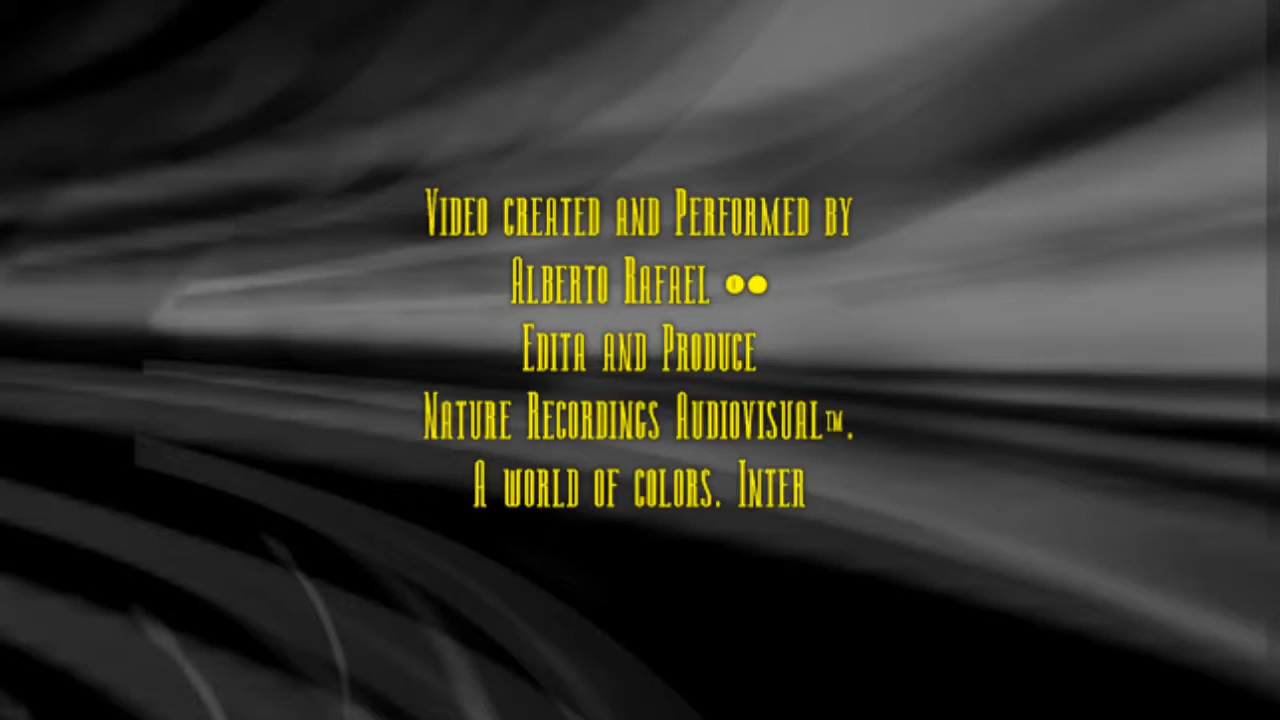 Video created and Performed by
Alberto Rafael ●●
Edita and Produce
Nature Recordings Audiovisual™.
A world of colors. Inter